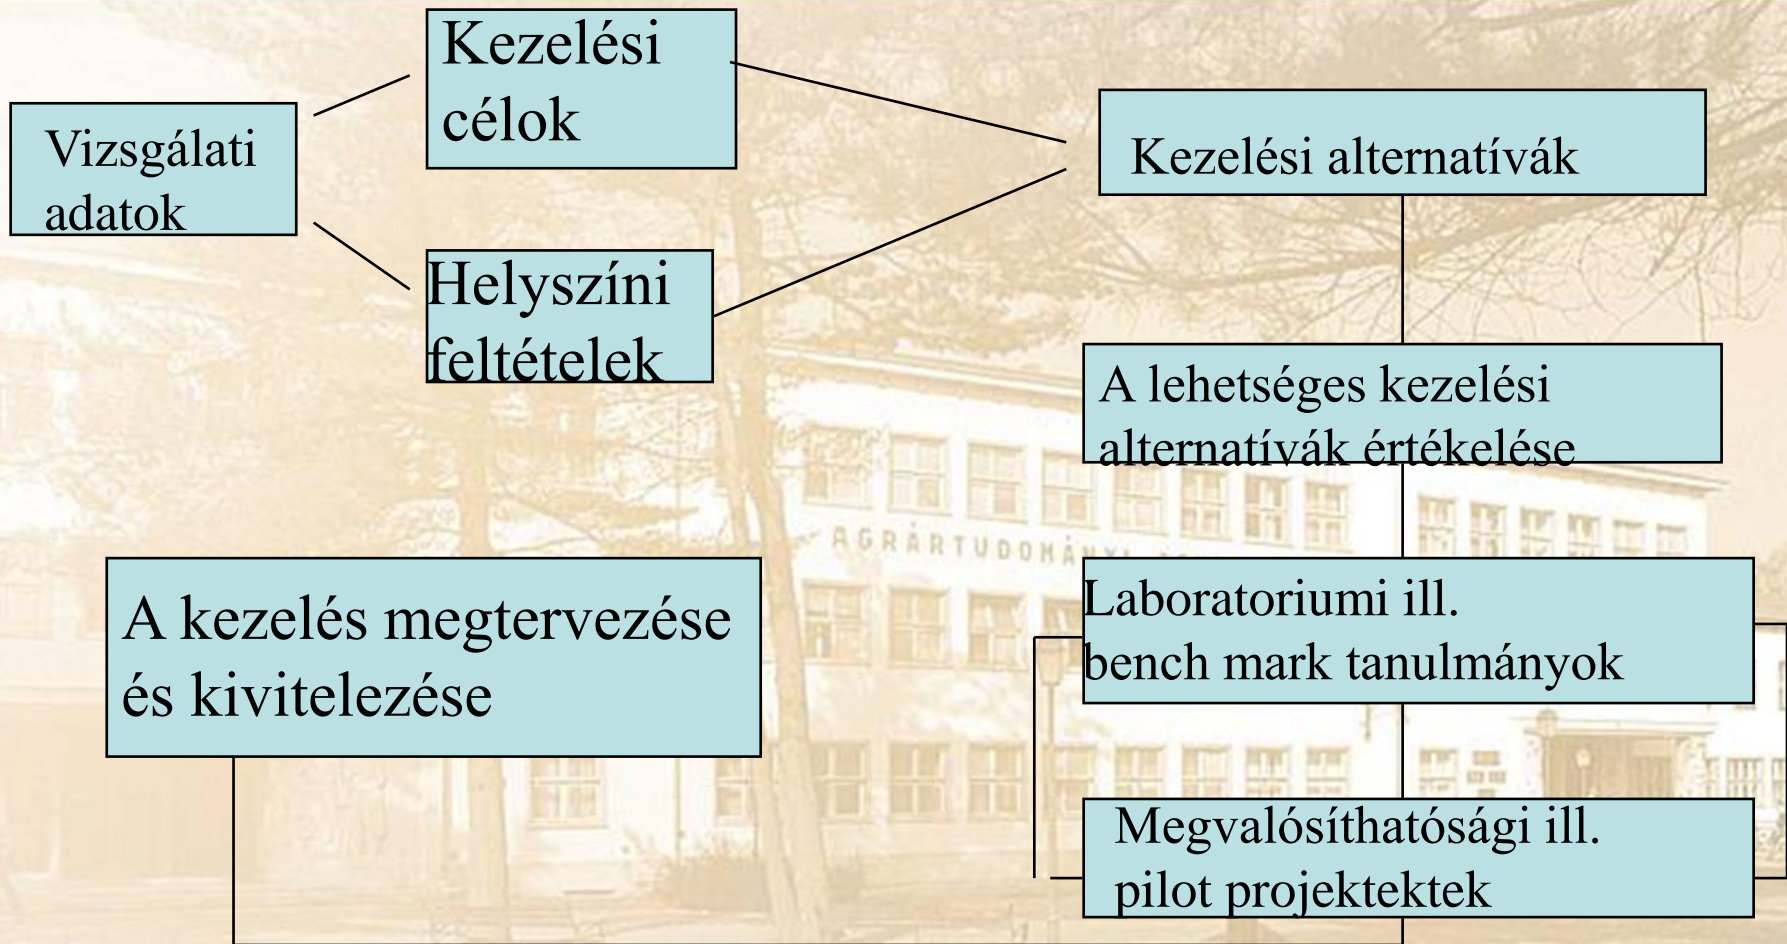 Kezelési
célok
Vizsgálati
adatok
Kezelési alternatívák
Helyszíni
feltételek
A lehetséges kezelési
alternatívák értékelése
AGRÁRTUDOMÁNYI
A kezelés megtervezése
és kivitelezése
Laboratoriumi ill.
bench mark tanulmányok
Megvalósíthatósági ill.
pilot projektektek